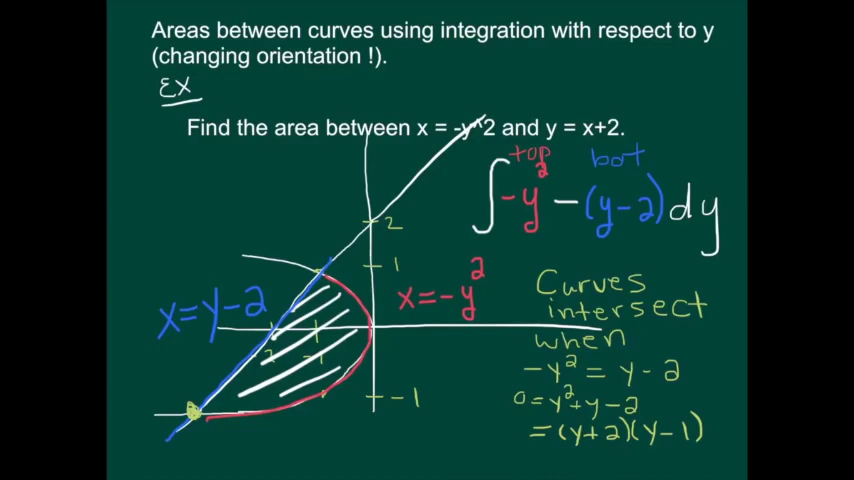 Areas between curves using integration with respect to y
(changing orientation !).
EX
Find the area between x = -y^2 and y = x+2.
top bot
∫ -y² - (y-2) dy
2
1
x = y-2
x = -y²
2 -1
-1
Curves
intersect
when
-y² = y-2
0 = y²+y-2
= (y+2)(y-1)